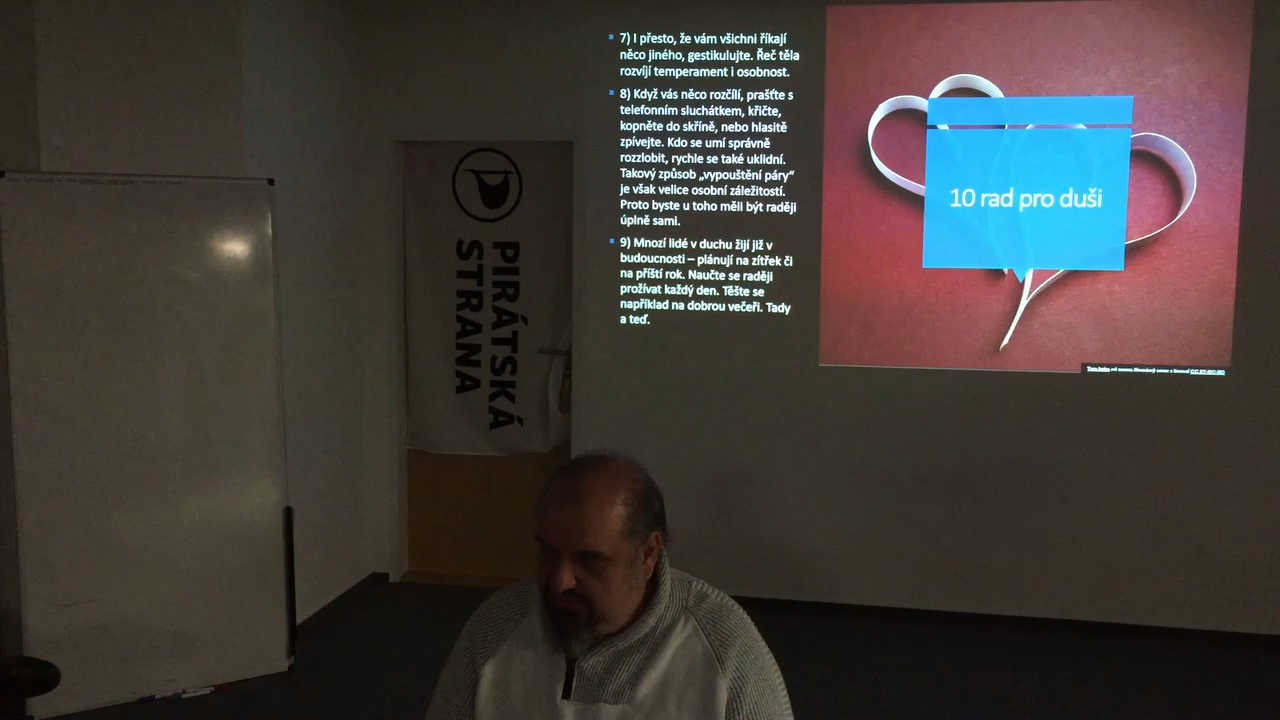 7) I přesto, že vám všichni říkají
něco jiného, gestikulujte. Řeč těla
rozvíjí temperament i osobnost.
8) Když vás něco rozčílí, prašťte s
telefonním sluchátkem, křičte,
kopněte do skříně, nebo hlasitě
zpívejte. Kdo se umí správně
rozzlobit, rychle se také uklidní.
Takový způsob „vypouštění páry“
je však velice osobní záležitostí.
Proto byste u toho měli být raději
úplně sami.
9) Mnozí lidé v duchu žijí již v
budoucnosti – plánují na zítřek či
na příští rok. Naučte se raději
prožívat každý den. Těšte se
například na dobrou večeři. Tady
a teď.
10 rad pro duši
PIRÁTSKÁ
STRANA